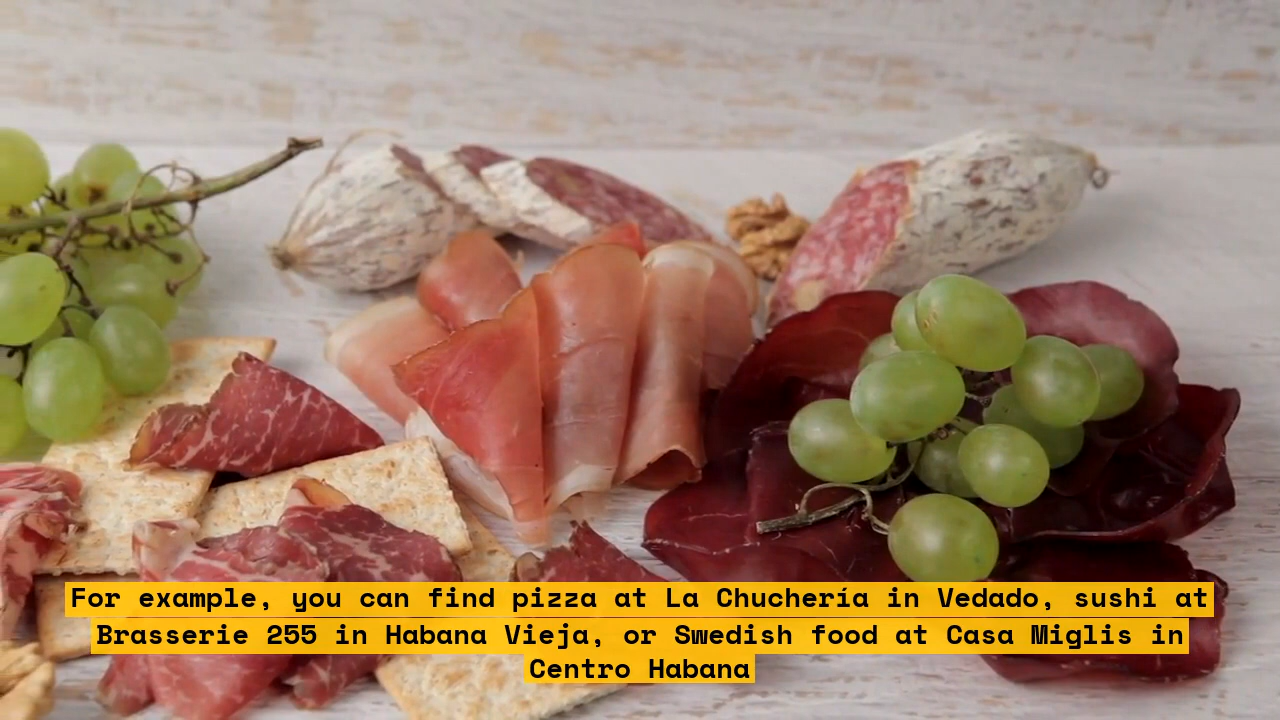 For example, you can find pizza at La Chuchería in Vedado, sushi at
Brasserie 255 in Habana Vieja, or Swedish food at Casa Miglis in
Centro Habana